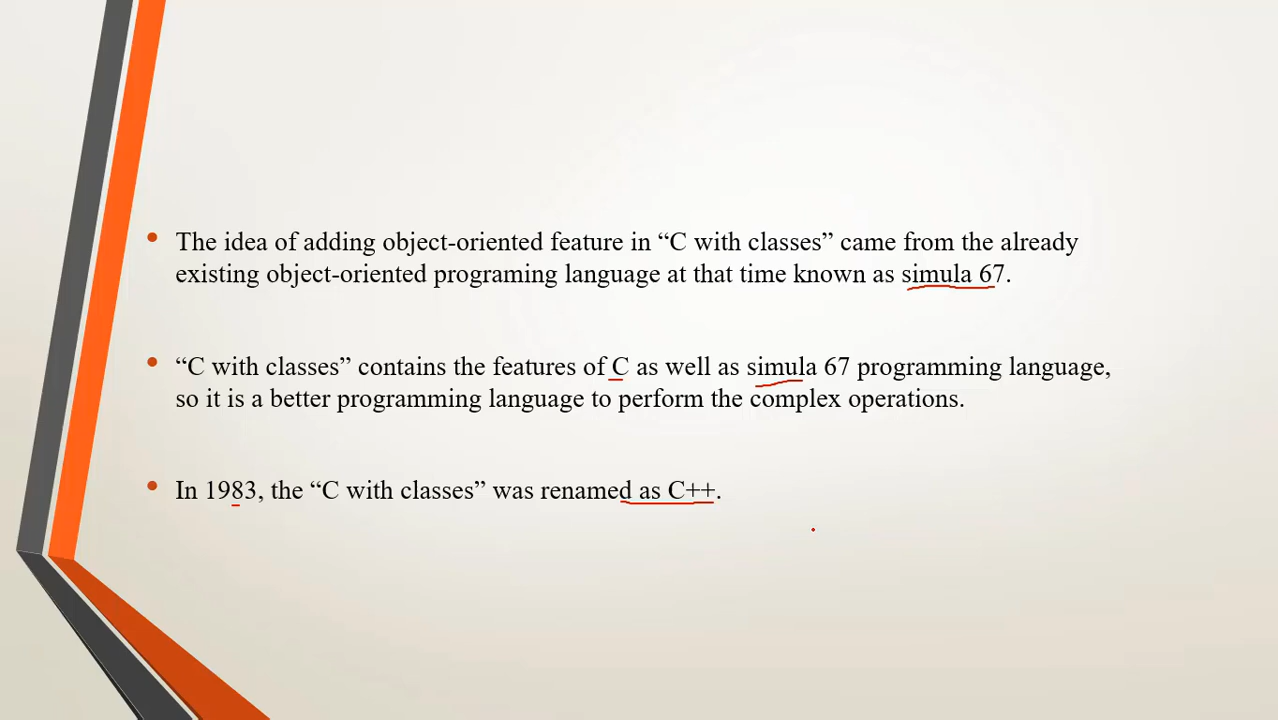 The idea of adding object-oriented feature in “C with classes” came from the already
existing object-oriented programing language at that time known as simula 67.
“C with classes” contains the features of C as well as simula 67 programming language,
so it is a better programming language to perform the complex operations.
In 1983, the “C with classes” was renamed as C++.